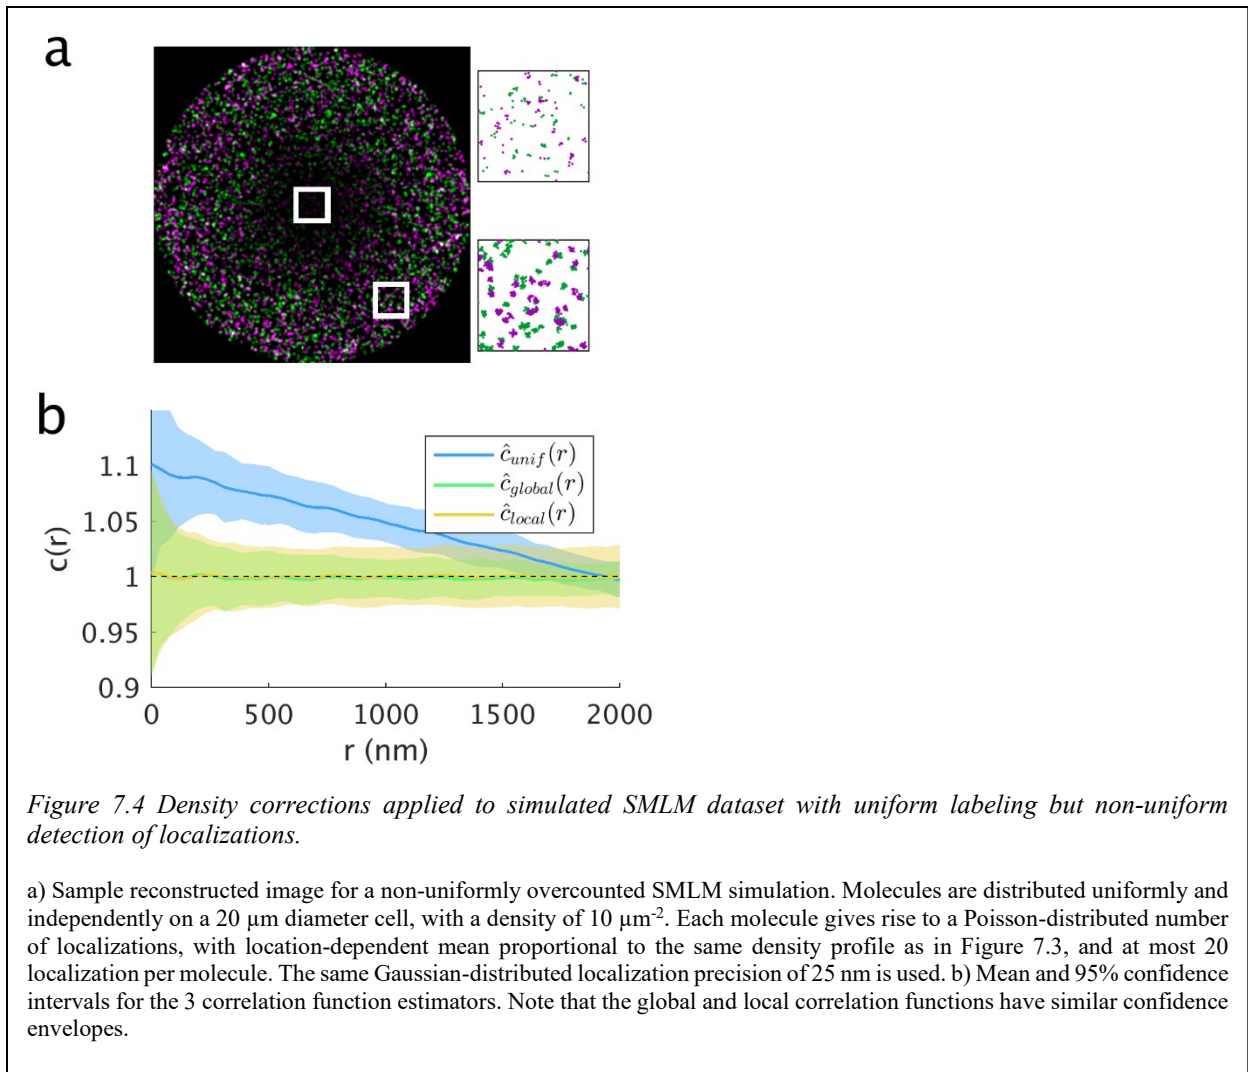 a
b
ĉunif(r)
ĉglobal(r)
ĉlocal(r)
1.1
1.05
1
0.95
0.9
c(r)
0 500 1000 1500 2000
r (nm)
Figure 7.4 Density corrections applied to simulated SMLM dataset with uniform labeling but non-uniform
detection of localizations.
a) Sample reconstructed image for a non-uniformly overcounted SMLM simulation. Molecules are distributed uniformly and
independently on a 20 µm diameter cell, with a density of 10 µm⁻². Each molecule gives rise to a Poisson-distributed number
of localizations, with location-dependent mean proportional to the same density profile as in Figure 7.3, and at most 20
localization per molecule. The same Gaussian-distributed localization precision of 25 nm is used. b) Mean and 95% confidence
intervals for the 3 correlation function estimators. Note that the global and local correlation functions have similar confidence
envelopes.